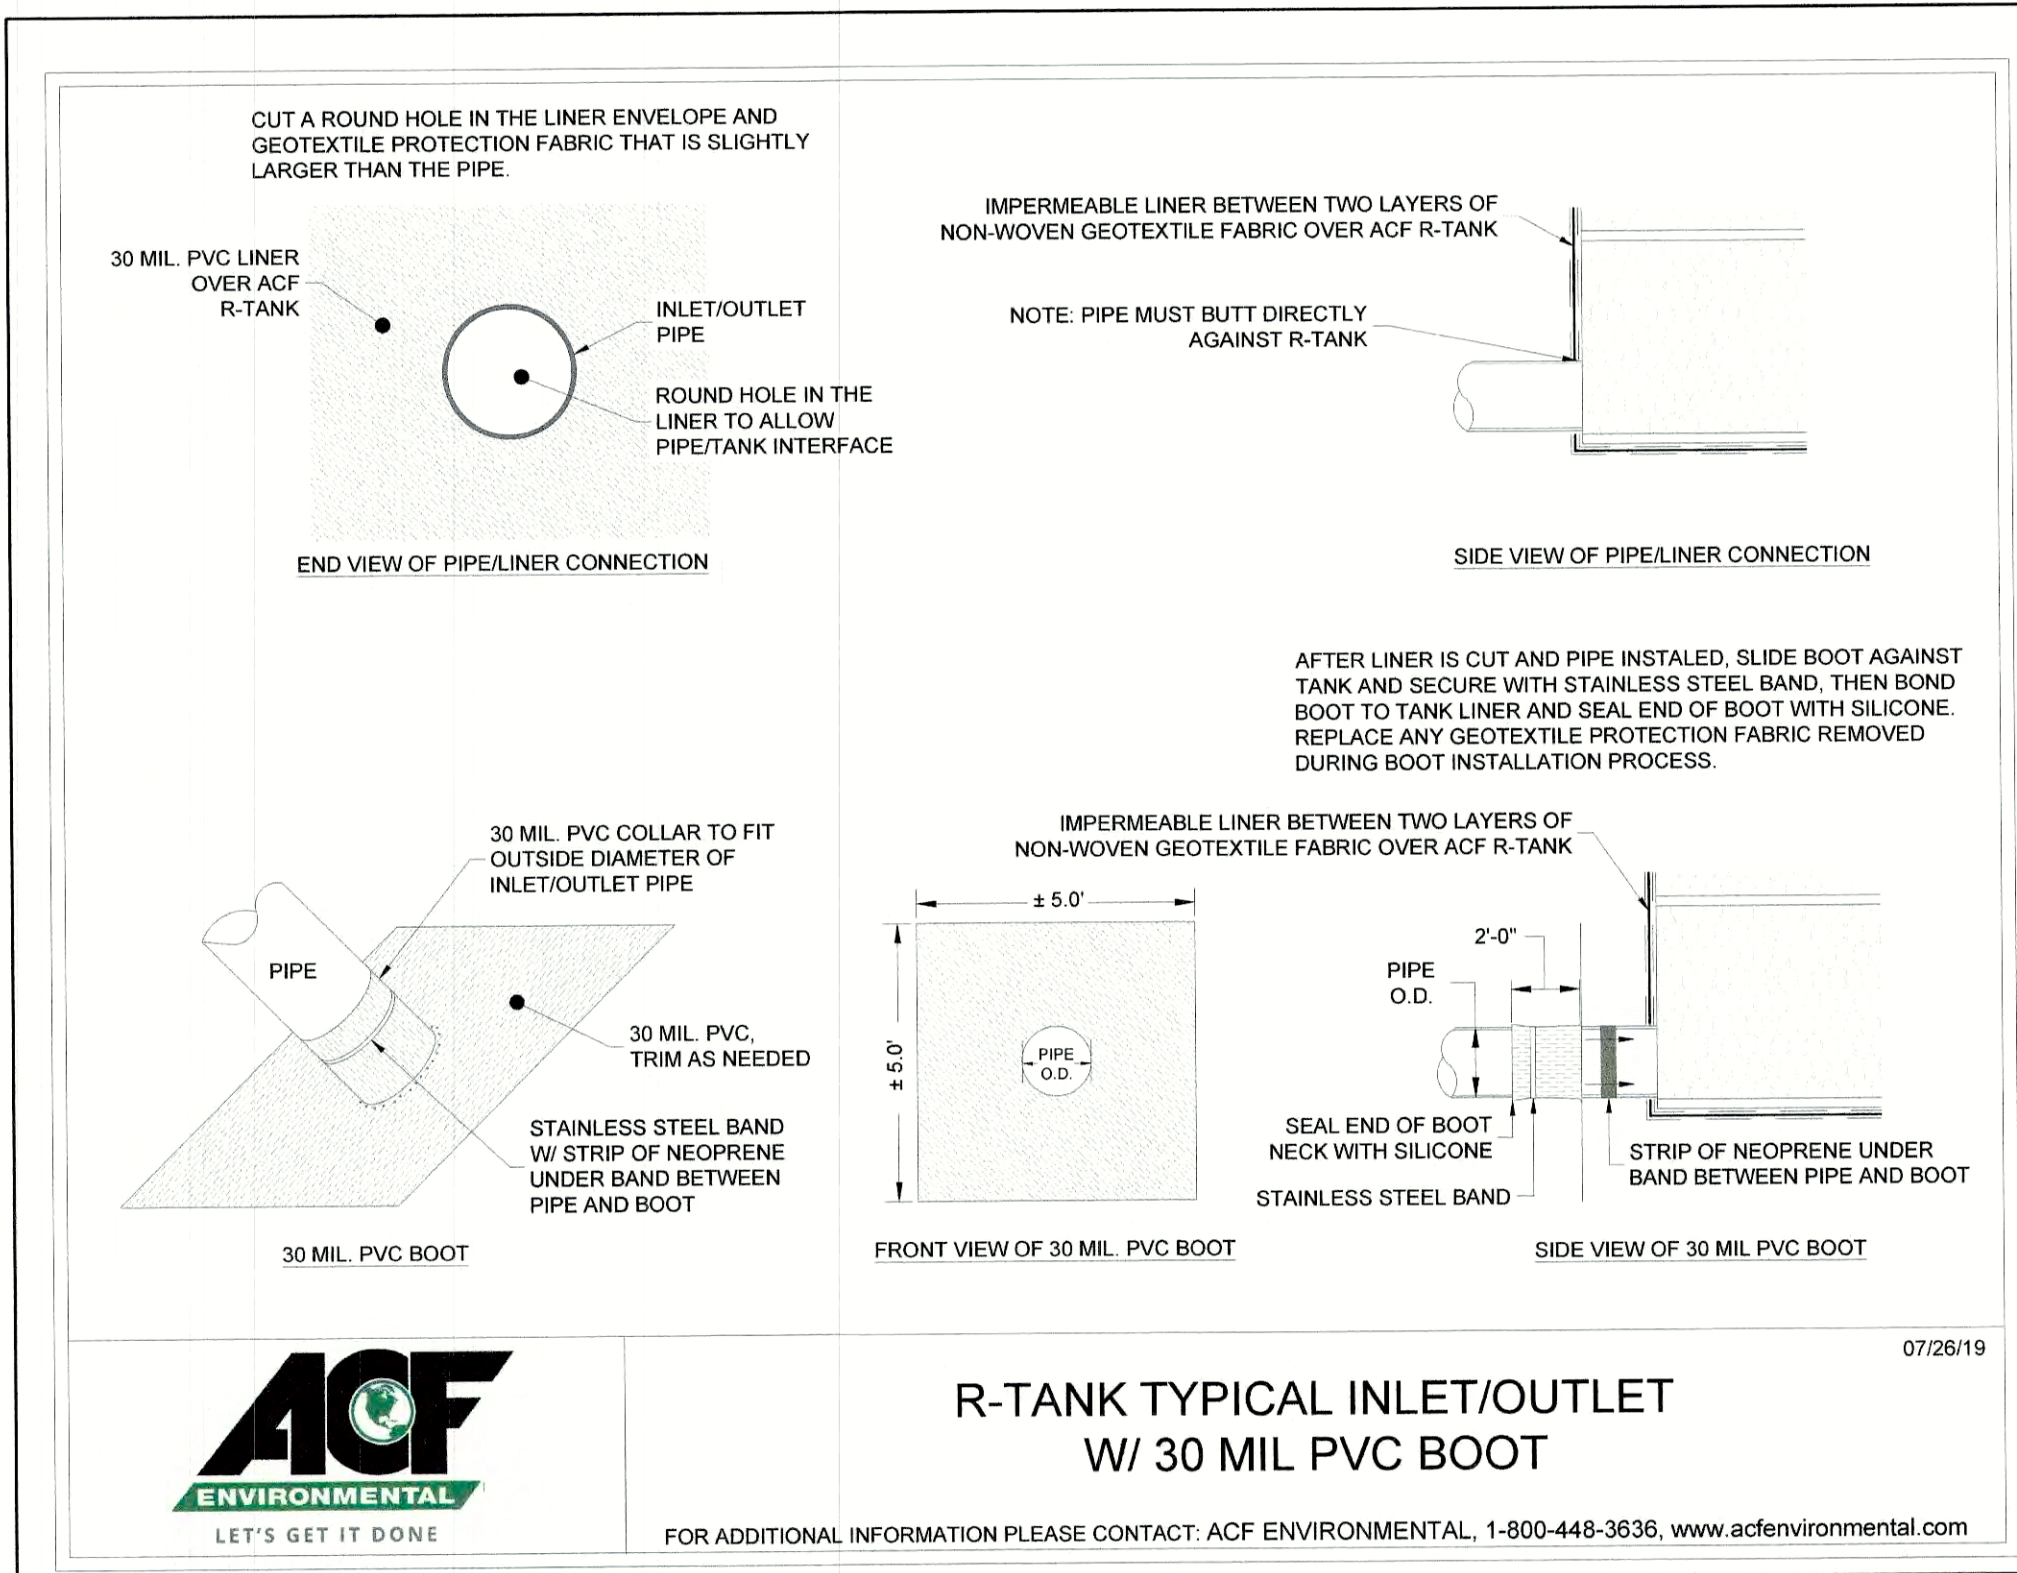 CUT A ROUND HOLE IN THE LINER ENVELOPE AND
GEOTEXTILE PROTECTION FABRIC THAT IS SLIGHTLY
LARGER THAN THE PIPE.
30 MIL. PVC LINER
OVER ACF
R-TANK
INLET/OUTLET
PIPE
ROUND HOLE IN THE
LINER TO ALLOW
PIPE/TANK INTERFACE
END VIEW OF PIPE/LINER CONNECTION
IMPERMEABLE LINER BETWEEN TWO LAYERS OF
NON-WOVEN GEOTEXTILE FABRIC OVER ACF R-TANK
NOTE: PIPE MUST BUTT DIRECTLY
AGAINST R-TANK
SIDE VIEW OF PIPE/LINER CONNECTION
AFTER LINER IS CUT AND PIPE INSTALED, SLIDE BOOT AGAINST
TANK AND SECURE WITH STAINLESS STEEL BAND, THEN BOND
BOOT TO TANK LINER AND SEAL END OF BOOT WITH SILICONE.
REPLACE ANY GEOTEXTILE PROTECTION FABRIC REMOVED
DURING BOOT INSTALLATION PROCESS.
30 MIL. PVC COLLAR TO FIT
OUTSIDE DIAMETER OF
INLET/OUTLET PIPE
PIPE
30 MIL. PVC,
TRIM AS NEEDED
STAINLESS STEEL BAND
W/ STRIP OF NEOPRENE
UNDER BAND BETWEEN
PIPE AND BOOT
30 MIL. PVC BOOT
± 5.0'
± 5.0'
PIPE
O.D.
FRONT VIEW OF 30 MIL. PVC BOOT
IMPERMEABLE LINER BETWEEN TWO LAYERS OF
NON-WOVEN GEOTEXTILE FABRIC OVER ACF R-TANK
2'-0"
PIPE
O.D.
SEAL END OF BOOT
NECK WITH SILICONE
STAINLESS STEEL BAND
STRIP OF NEOPRENE UNDER
BAND BETWEEN PIPE AND BOOT
SIDE VIEW OF 30 MIL PVC BOOT
ACF
ENVIRONMENTAL
LET'S GET IT DONE
07/26/19
R-TANK TYPICAL INLET/OUTLET
W/ 30 MIL PVC BOOT
FOR ADDITIONAL INFORMATION PLEASE CONTACT: ACF ENVIRONMENTAL, 1-800-448-3636, www.acfenvironmental.com